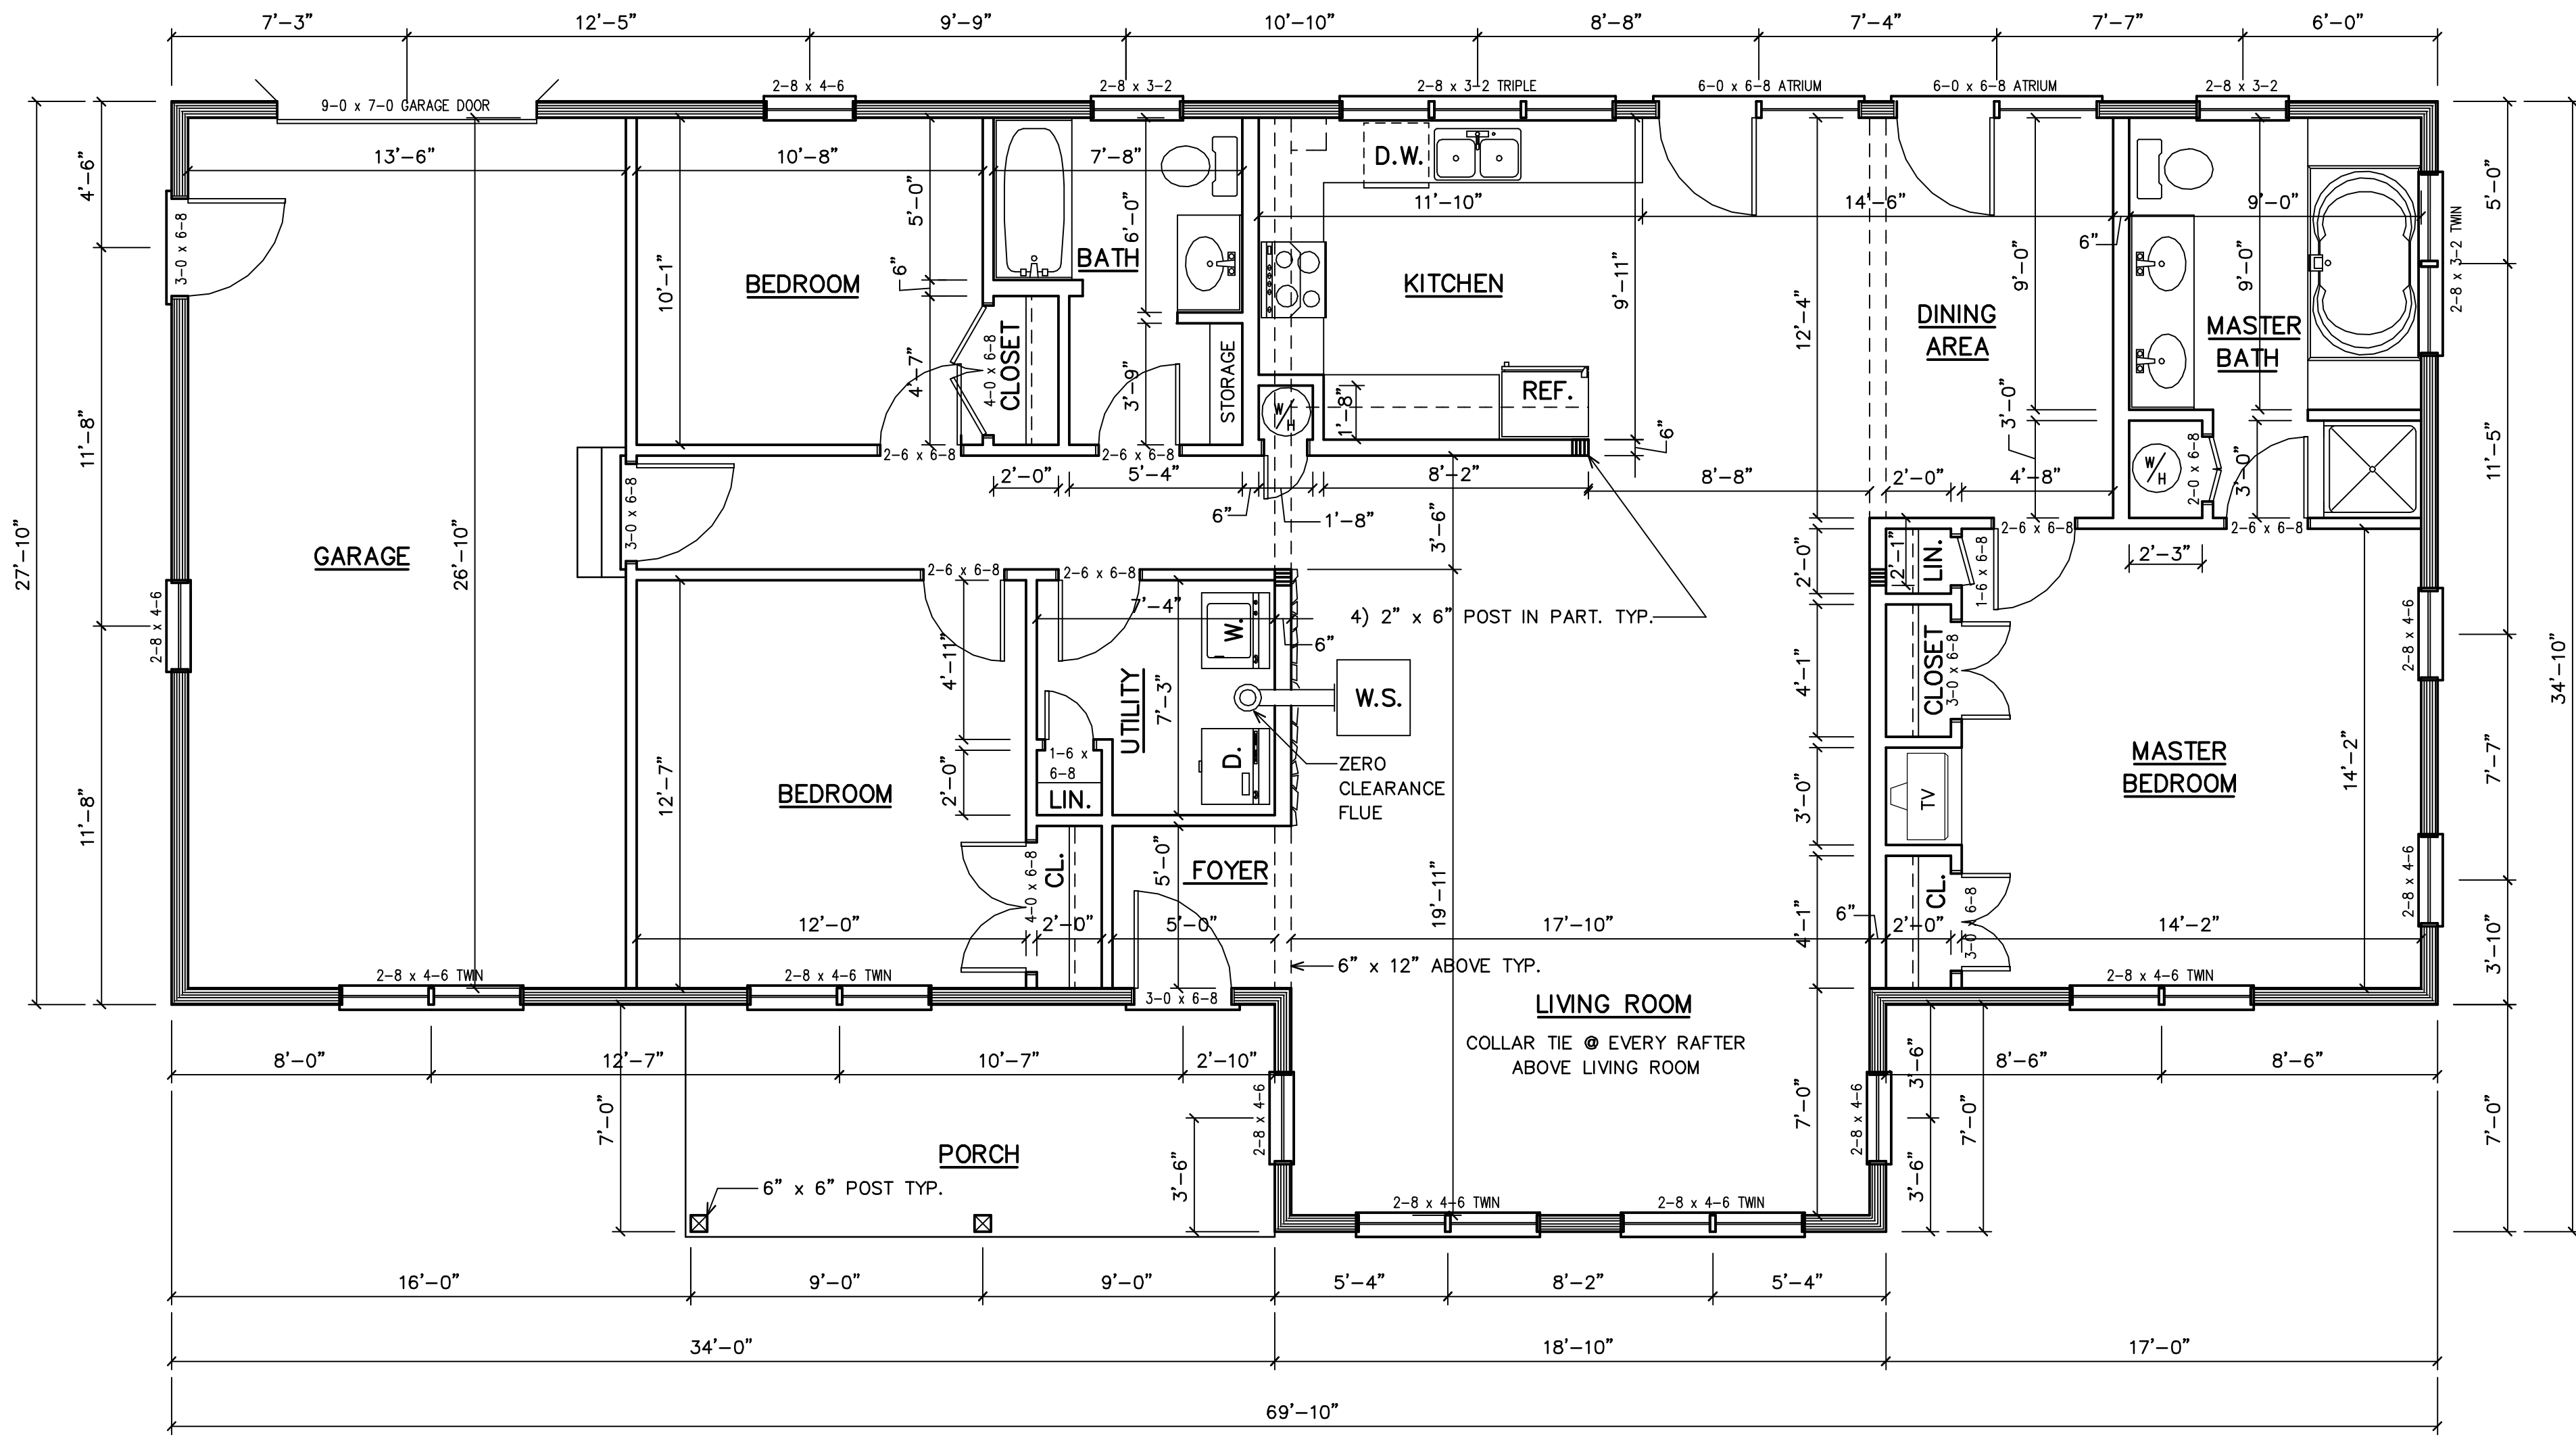 7'-3" 12'-5" 9'-9" 10'-10" 8'-8" 7'-4" 7'-7" 6'-0"
2-8 x 4-6 2-8 x 3-2 2-8 x 3-2 TRIPLE 6-0 x 6-8 ATRIUM 6-0 x 6-8 ATRIUM 2-8 x 3-2
9-0 x 7-0 GARAGE DOOR
13'-6" 10'-8" 7'-8" D.W.
4'-6" 5'-0" 6'-0" 5'-0"
11'-10" 14'-6" 9'-0"
3-0 x 6-8 6" 2-8 x 3-2 TWIN
BATH
BEDROOM KITCHEN
10'-1" 6" 9'-11" 12'-4" 9'-0" 9'-0"
DINING
AREA
MASTER
BATH
4'-7" 4-0 x 6-8 CLOSET 3'-9" STORAGE
W/H 1'-8" REF. 3'-0"
11'-8" 6" 11'-5"
2-6 x 6-8 2-6 x 6-8
2'-0" 5'-4" 8'-2" 8'-8" 2'-0" 4'-8" W/H 2-0 x 6-8 3'-0"
6" 1'-8"
3-0 x 6-8 3'-6"
27'-10" GARAGE 26'-10"
2-6 x 6-8 2-6 x 6-8
2'-3"
2-6 x 6-8 2-6 x 6-8
2'-0" 2'-1" LIN. 1-6 x 6-8
7'-4" W.
4) 2" x 6" POST IN PART. TYP.
6"
2-8 x 4-6 4'-11" 2-8 x 4-6
UTILITY 7'-3" W.S. 4'-1" CLOSET 3-0 x 6-8 34'-10"
1-6 x
6-8
D.
ZERO
CLEARANCE
FLUE
MASTER
BEDROOM
14'-2" 7'-7"
12'-7" BEDROOM 2'-0" LIN. 3'-0" TV
11'-8"
CL. 4-0 x 6-8 5'-0" FOYER 19'-11" 4'-1" CL. 3-0 x 6-8 2-8 x 4-6
12'-0" 2'-0" 5'-0" 17'-10" 6" 2'-0" 14'-2"
3'-10"
6" x 12" ABOVE TYP.
2-8 x 4-6 TWIN 2-8 x 4-6 TWIN 2-8 x 4-6 TWIN
3-0 x 6-8
LIVING ROOM
COLLAR TIE @ EVERY RAFTER
ABOVE LIVING ROOM
8'-0" 12'-7" 10'-7" 2'-10" 8'-6" 8'-6"
3'-6"
7'-0" 2-8 x 4-6 7'-0" 2-8 x 4-6 7'-0" 7'-0"
PORCH
6" x 6" POST TYP.
3'-6" 3'-6"
2-8 x 4-6 TWIN 2-8 x 4-6 TWIN
16'-0" 9'-0" 9'-0" 5'-4" 8'-2" 5'-4"
34'-0" 18'-10" 17'-0"
69'-10"